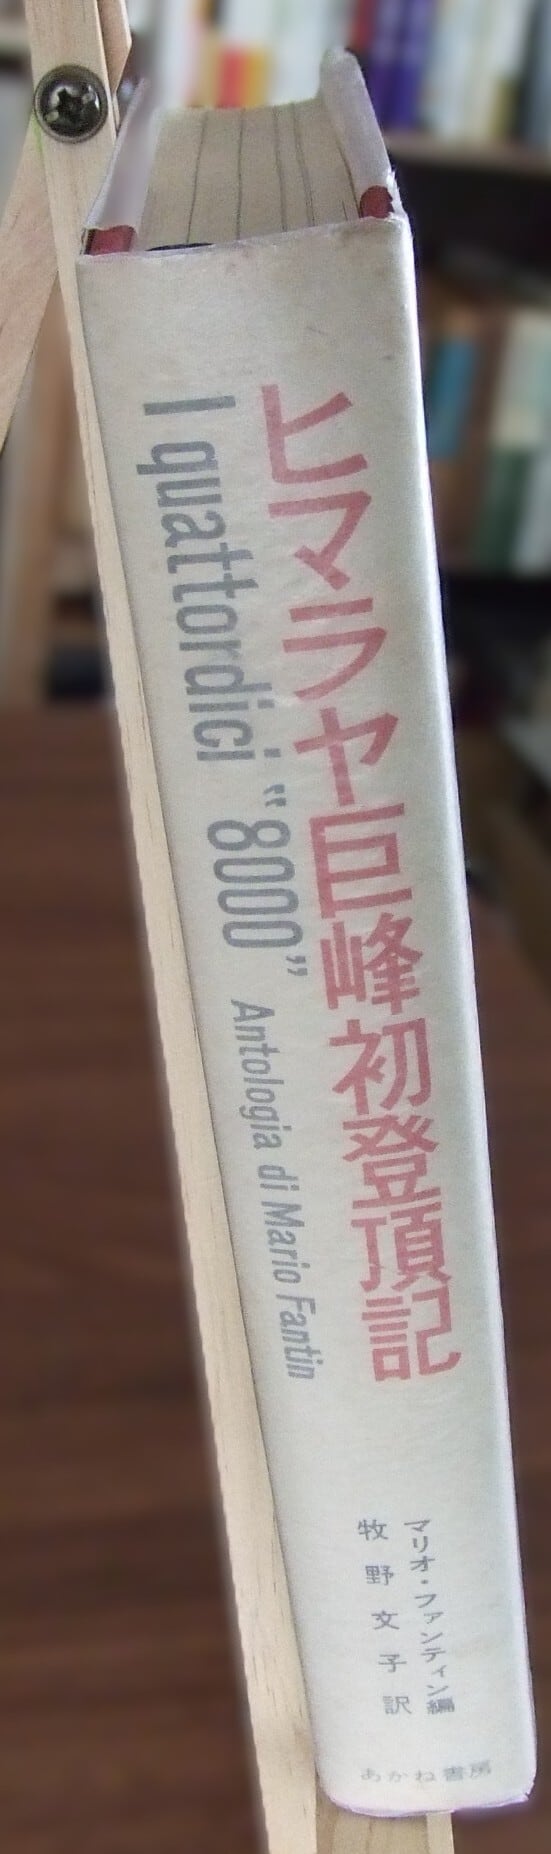 ヒマラヤ巨峰初登頂記
I quattordici “8000” Antologia di Mario Fantin
マリオ・ファンティン編
牧野文子訳
あかね書房